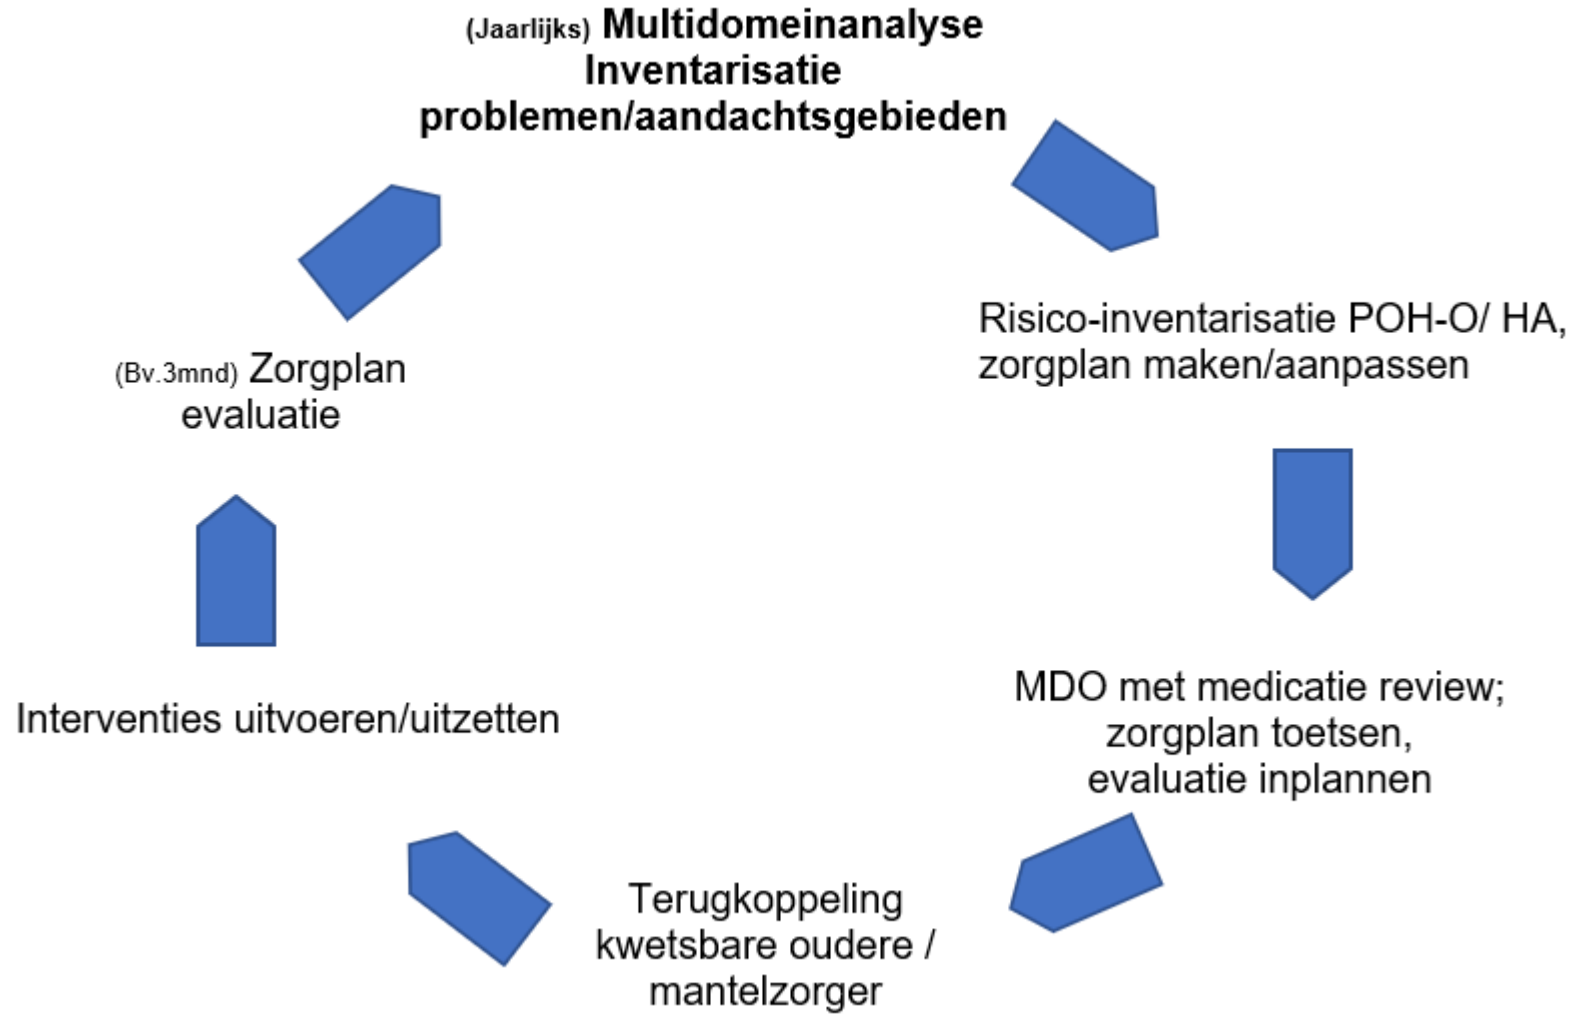 (Jaarlijks) Multidomeinanalyse
Inventarisatie
problemen/aandachtsgebieden
Risico-inventarisatie POH-O/ HA,
zorgplan maken/aanpassen
MDO met medicatie review;
zorgplan toetsen,
evaluatie inplannen
Terugkoppeling
kwetsbare oudere /
mantelzorger
Interventies uitvoeren/uitzetten
(Bv.3mnd) Zorgplan
evaluatie